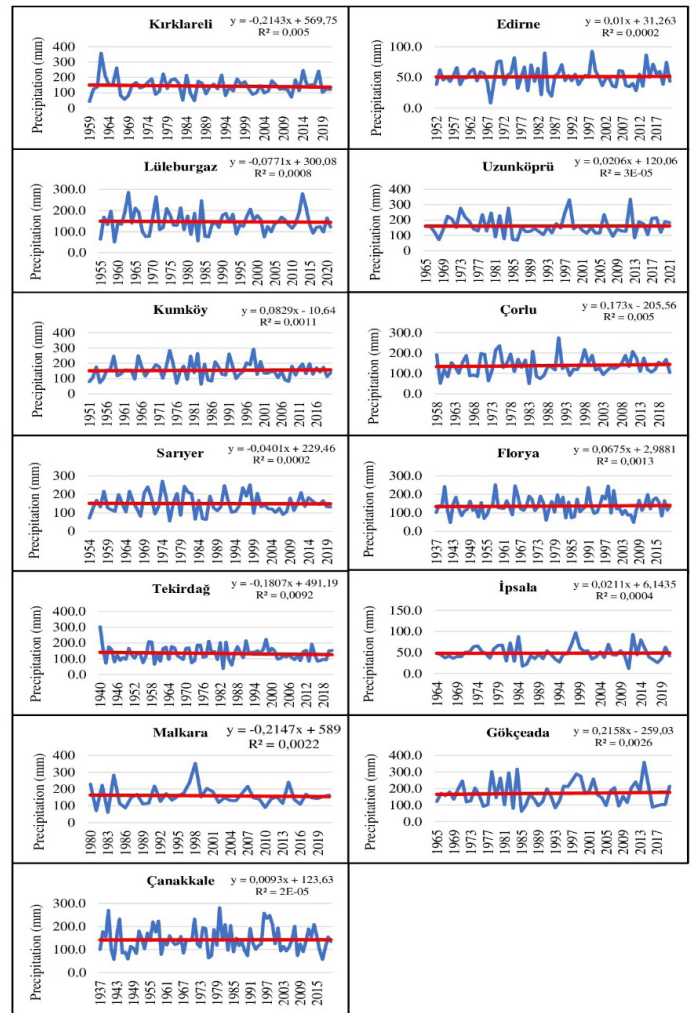 Kırklareli
y = -0,2143x + 569,75
R² = 0,005
Precipitation (mm)
400
300
200
100
0
1959 1964 1969 1974 1979 1984 1989 1994 1999 2004 2009 2014 2019
Edirne
y = 0,01x + 31,263
R² = 0,0002
Precipitation (mm)
100.0
50.0
0.0
1952 1957 1962 1967 1972 1977 1982 1987 1992 1997 2002 2007 2012 2017
Lüleburgaz
y = -0,0771x + 300,08
R² = 0,0008
Precipitation (mm)
300.0
200.0
100.0
0.0
1955 1960 1965 1970 1975 1980 1985 1990 1995 2000 2005 2010 2015 2020
Uzunköprü
y = 0,0206x + 120,06
R² = 3E-05
Precipitation (mm)
400
300
200
100
0
1965 1969 1973 1977 1981 1985 1989 1993 1997 2001 2005 2009 2013 2017 2021
Kumköy
y = 0,0829x - 10,64
R² = 0,0011
Precipitation (mm)
400
300
200
100
0
1951 1956 1961 1966 1971 1976 1981 1986 1991 1996 2001 2006 2011 2016
Çorlu
y = 0,173x - 205,56
R² = 0,005
Precipitation (mm)
300.0
200.0
100.0
0.0
1958 1963 1968 1973 1978 1983 1988 1993 1998 2003 2008 2013 2018
Sarıyer
y = -0,0401x + 229,46
R² = 0,0002
Precipitation (mm)
300
200
100
0
1954 1959 1964 1969 1974 1979 1984 1989 1994 1999 2004 2009 2014 2019
Florya
y = 0,0675x + 2,9881
R² = 0,0013
Precipitation (mm)
300.0
200.0
100.0
0.0
1937 1943 1949 1955 1961 1967 1973 1979 1985 1991 1997 2003 2009 2015
Tekirdağ
y = -0,1807x + 491,19
R² = 0,0092
Precipitation (mm)
400.0
300.0
200.0
100.0
0.0
1940 1946 1952 1958 1964 1970 1976 1982 1988 1994 2000 2006 2012 2018
İpsala
y = 0,0211x + 6,1435
R² = 0,0004
Precipitation (mm)
150.0
100.0
50.0
0.0
1964 1969 1974 1979 1984 1989 1994 1999 2004 2009 2014 2019
Malkara
y = -0,2147x + 589
R² = 0,0022
Precipitation (mm)
400
300
200
100
0
1980 1983 1986 1989 1992 1995 1998 2001 2004 2007 2010 2013 2016 2019
Gökçeada
y = 0,2158x - 259,03
R² = 0,0026
Precipitation (mm)
400.0
300.0
200.0
100.0
0.0
1965 1969 1973 1977 1981 1985 1989 1993 1997 2001 2005 2009 2013 2017
Çanakkale
y = 0,0093x + 123,63
R² = 2E-05
Precipitation (mm)
300.0
200.0
100.0
0.0
1937 1943 1949 1955 1961 1967 1973 1979 1985 1991 1997 2003 2009 2015